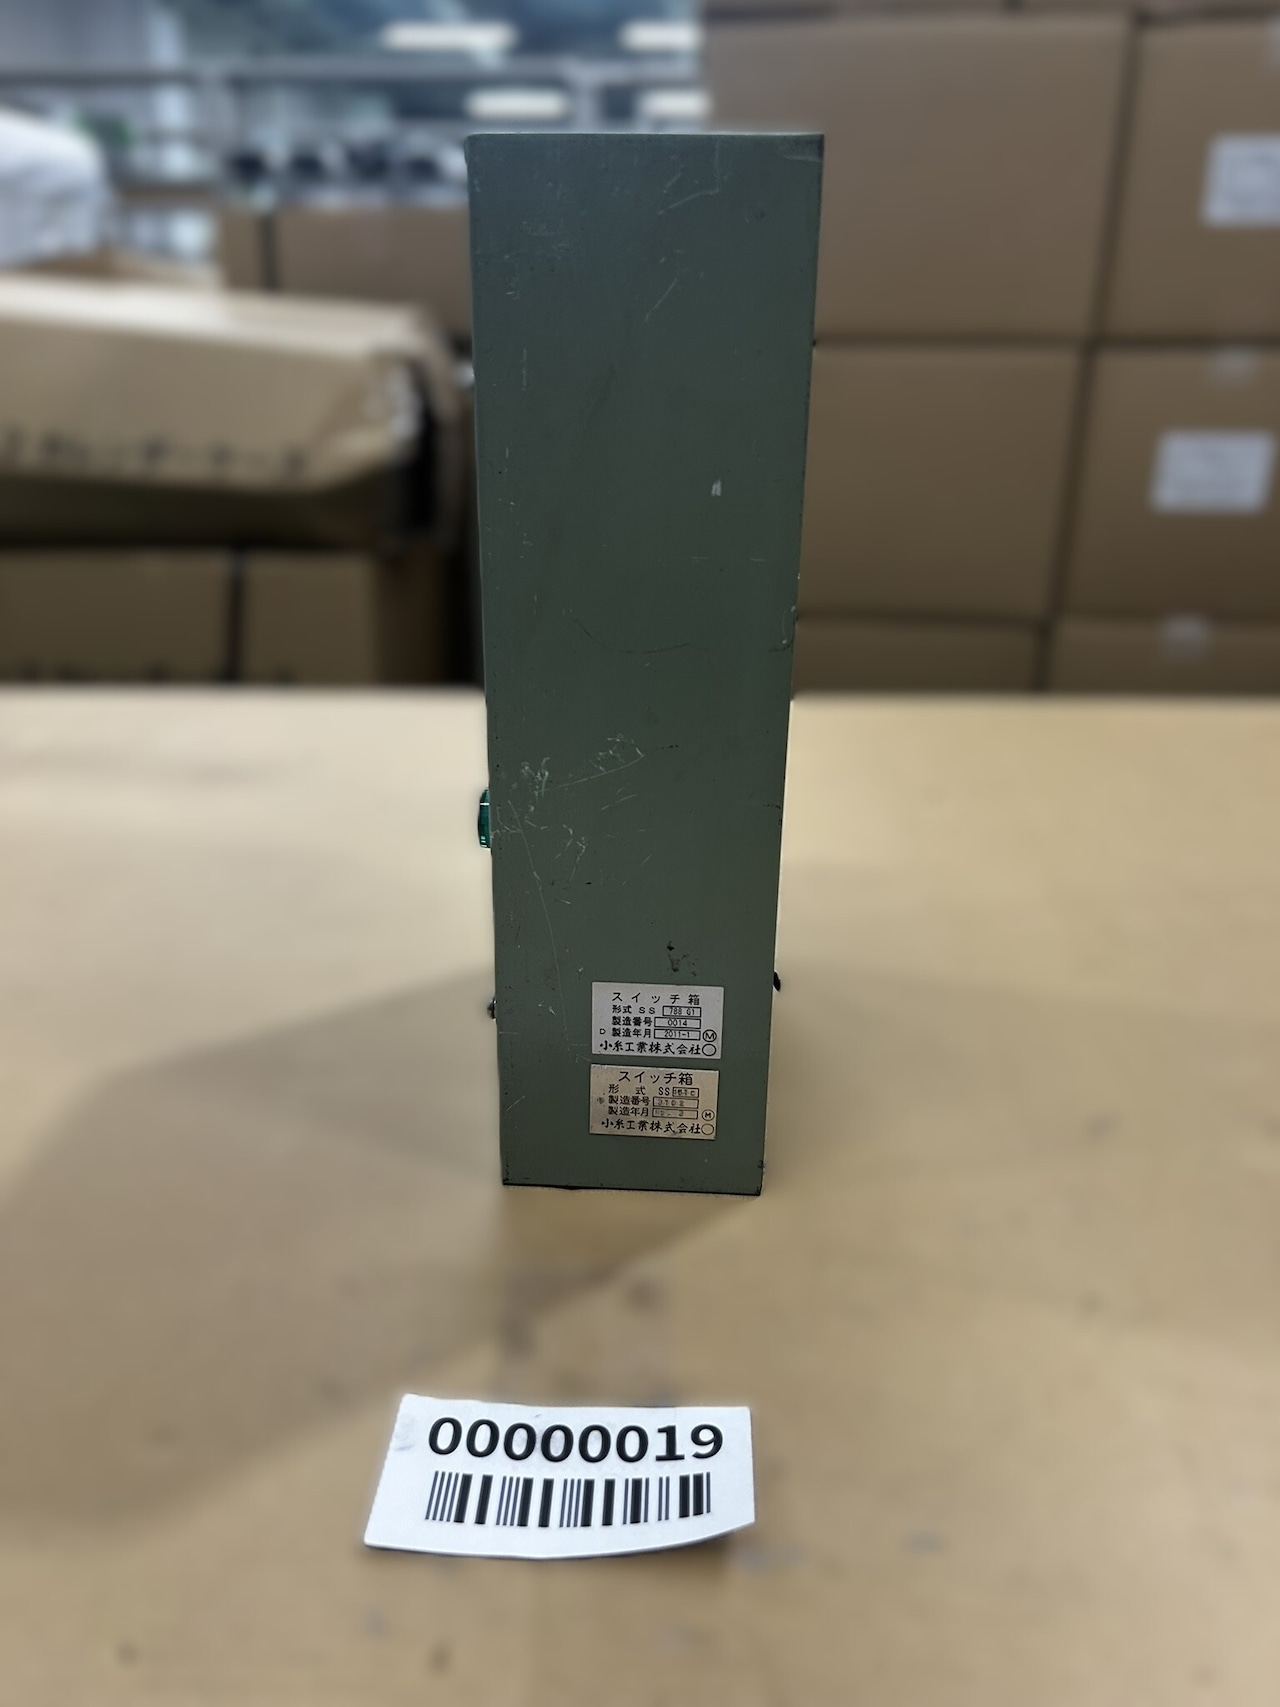 スイッチ箱
形式 SS 788 G1
製造番号 0014
D 製造年月 2011-1 M
小糸工業株式会社
スイッチ箱
形式 SS
製造番号
製造年月 M
小糸工業株式会社
00000019